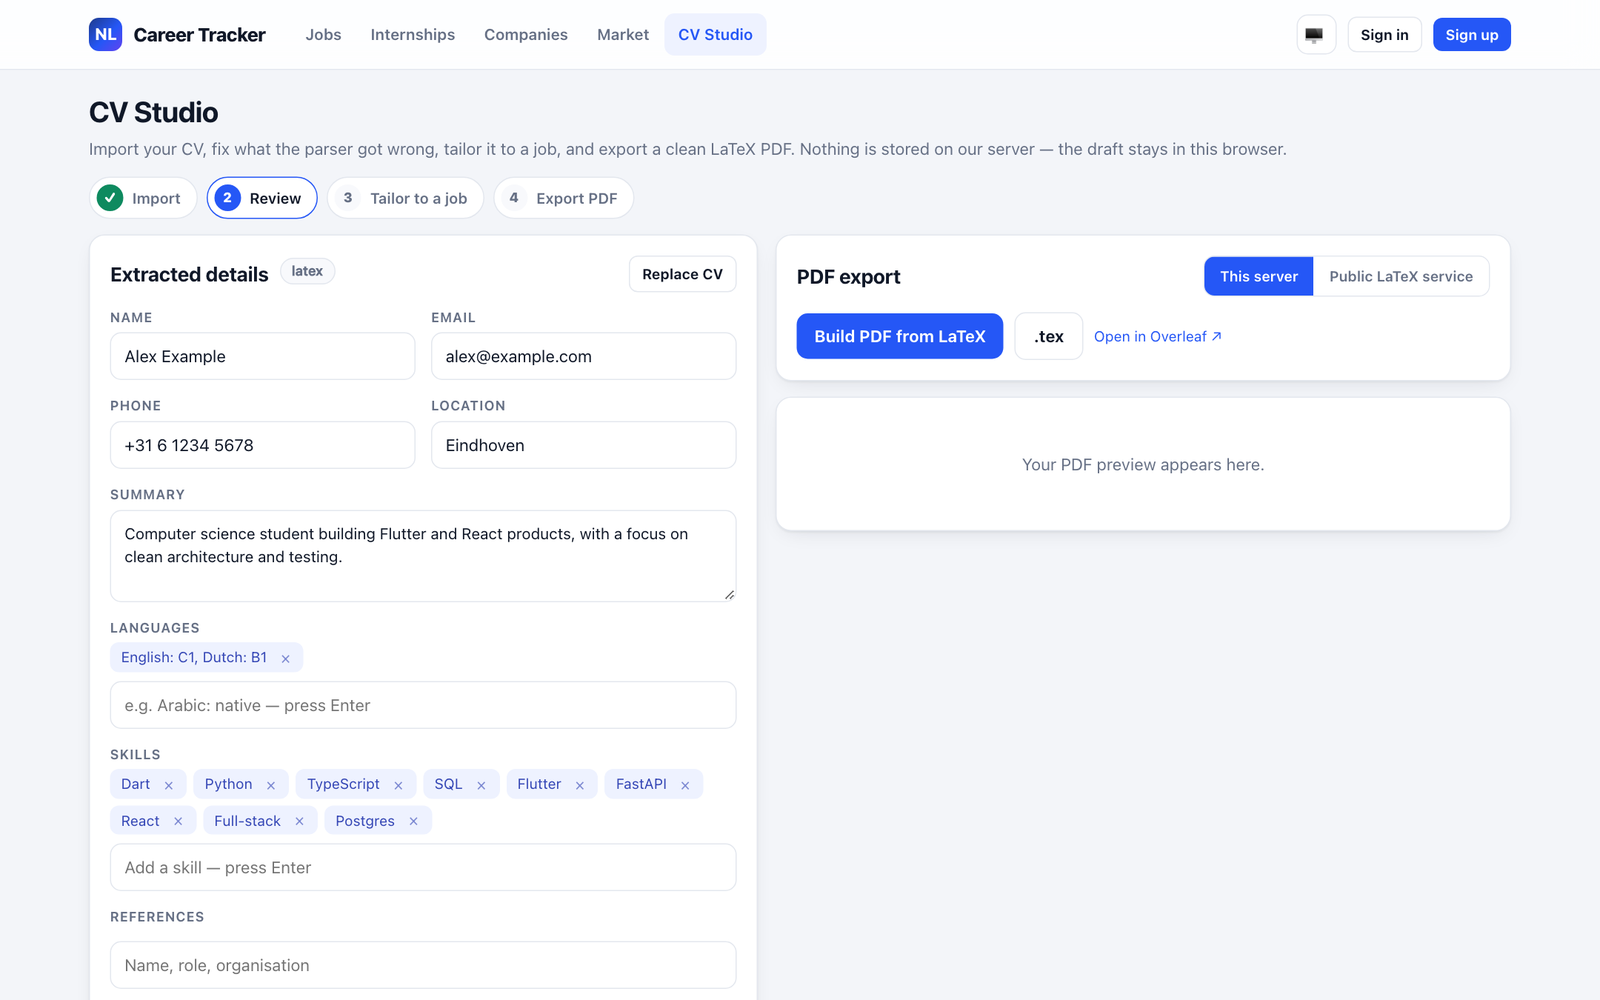 NL Career Tracker Jobs Internships Companies Market CV Studio Sign in Sign up
CV Studio
Import your CV, fix what the parser got wrong, tailor it to a job, and export a clean LaTeX PDF. Nothing is stored on our server — the draft stays in this browser.
Import 2 Review 3 Tailor to a job 4 Export PDF
Extracted details latex Replace CV
NAME EMAIL
Alex Example alex@example.com
PHONE LOCATION
+31 6 1234 5678 Eindhoven
SUMMARY
Computer science student building Flutter and React products, with a focus on
clean architecture and testing.
LANGUAGES
English: C1, Dutch: B1 ×
e.g. Arabic: native — press Enter
SKILLS
Dart × Python × TypeScript × SQL × Flutter × FastAPI ×
React × Full-stack × Postgres ×
Add a skill — press Enter
REFERENCES
Name, role, organisation
PDF export This server Public LaTeX service
Build PDF from LaTeX .tex Open in Overleaf ↗
Your PDF preview appears here.